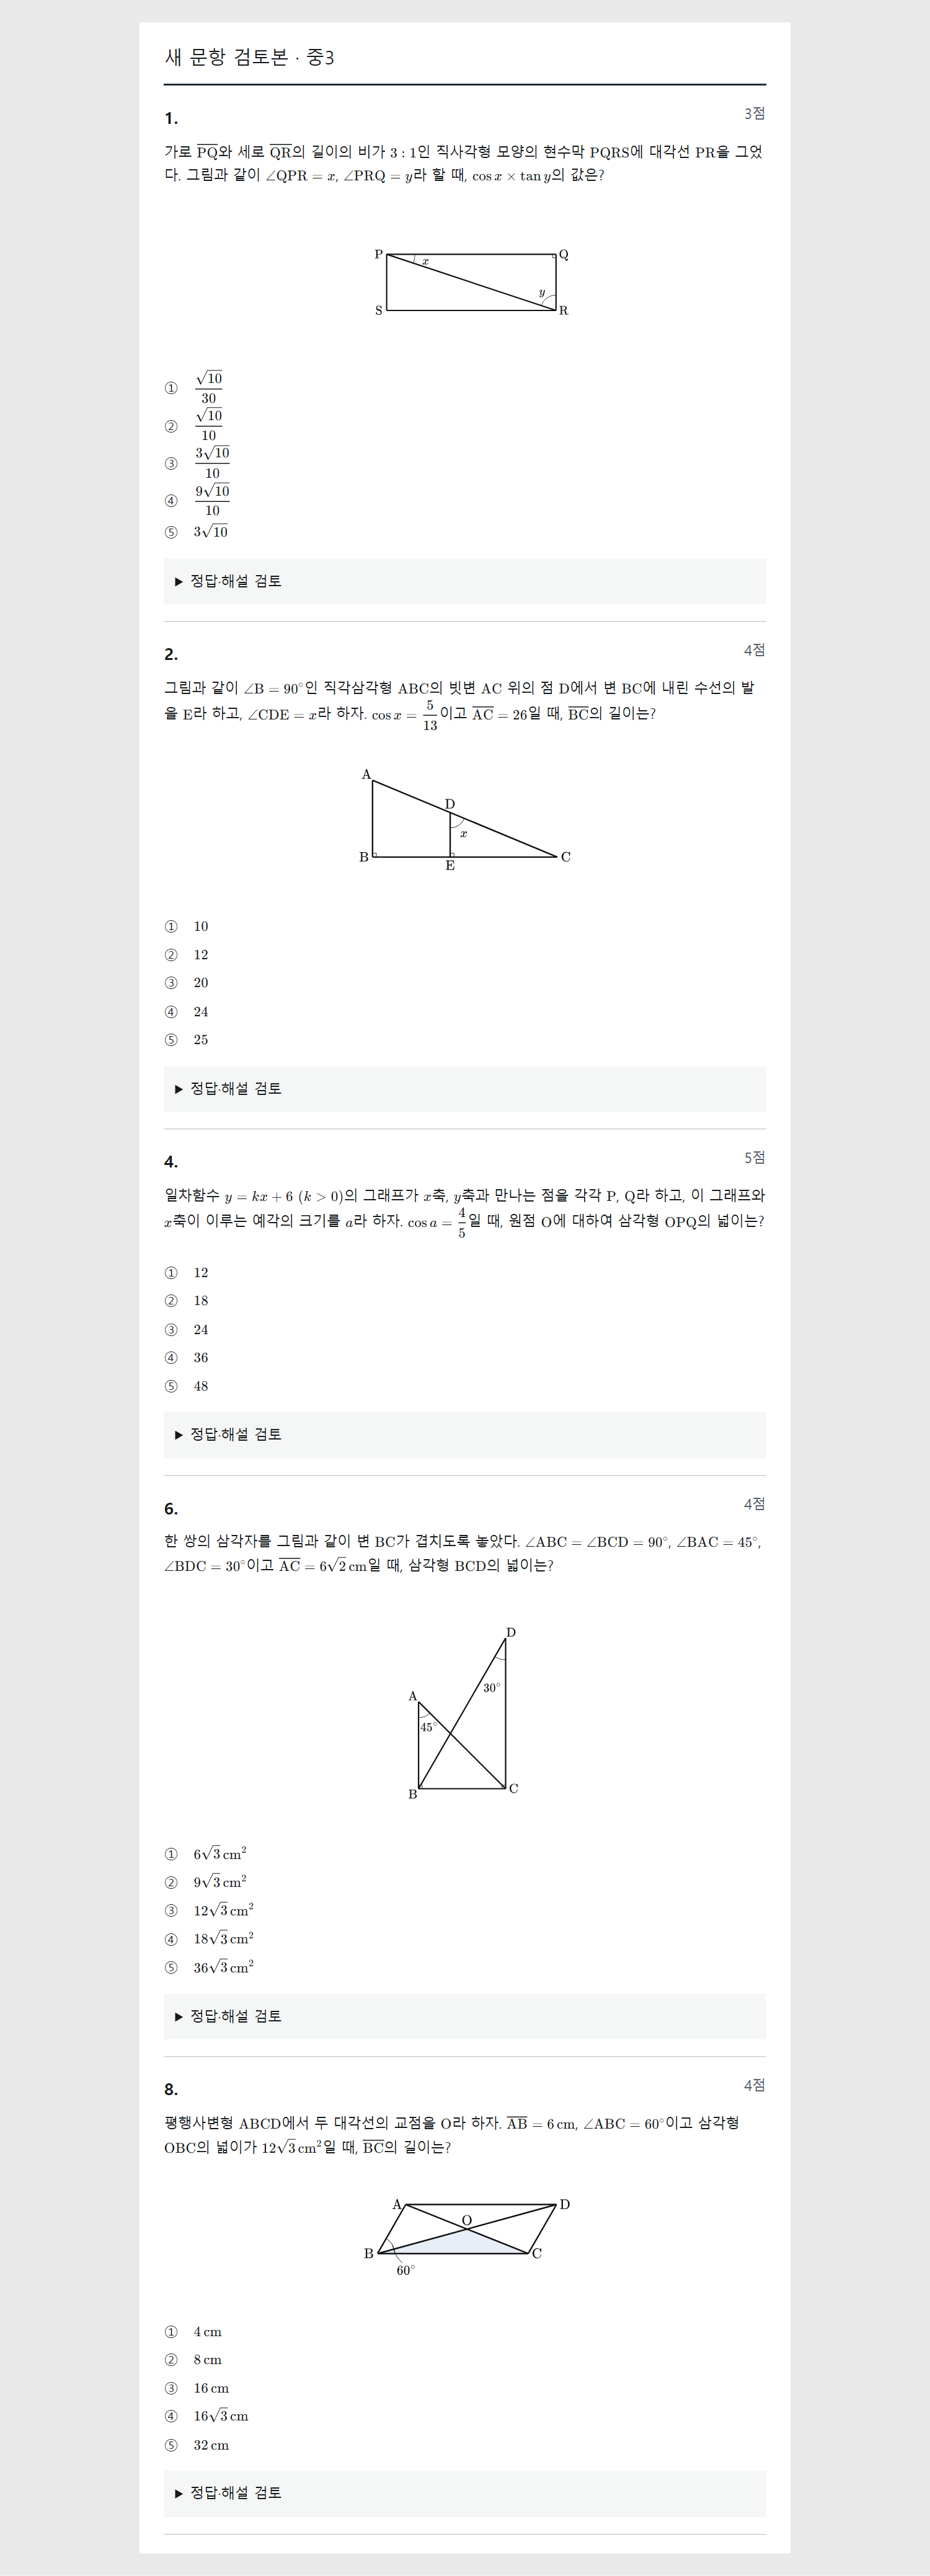 새 문항 검토본 · 중3
1.
3점
가로 PQ와 세로 QR의 길이의 비가 3 : 1인 직사각형 모양의 현수막 PQRS에 대각선 PR을 그었
다. 그림과 같이 ∠QPR = x, ∠PRQ = y라 할 때, cos x × tan y의 값은?
P
Q
x
y
S
R
① √10/30
② √10/10
③ 3√10/10
④ 9√10/10
⑤ 3√10
▶ 정답·해설 검토
2.
4점
그림과 같이 ∠B = 90°인 직각삼각형 ABC의 빗변 AC 위의 점 D에서 변 BC에 내린 수선의 발
을 E라 하고, ∠CDE = x라 하자. cos x = 5/13이고 AC = 26일 때, BC의 길이는?
A
D
x
B
E
C
① 10
② 12
③ 20
④ 24
⑤ 25
▶ 정답·해설 검토
4.
5점
일차함수 y = kx + 6 (k > 0)의 그래프가 x축, y축과 만나는 점을 각각 P, Q라 하고, 이 그래프와
x축이 이루는 예각의 크기를 a라 하자. cos a = 4/5일 때, 원점 O에 대하여 삼각형 OPQ의 넓이는?
① 12
② 18
③ 24
④ 36
⑤ 48
▶ 정답·해설 검토
6.
4점
한 쌍의 삼각자를 그림과 같이 변 BC가 겹치도록 놓았다. ∠ABC = ∠BCD = 90°, ∠BAC = 45°,
∠BDC = 30°이고 AC = 6√2 cm일 때, 삼각형 BCD의 넓이는?
D
30°
A
45°
B
C
① 6√3 cm²
② 9√3 cm²
③ 12√3 cm²
④ 18√3 cm²
⑤ 36√3 cm²
▶ 정답·해설 검토
8.
4점
평행사변형 ABCD에서 두 대각선의 교점을 O라 하자. AB = 6 cm, ∠ABC = 60°이고 삼각형
OBC의 넓이가 12√3 cm²일 때, BC의 길이는?
A
D
O
B
C
60°
① 4 cm
② 8 cm
③ 16 cm
④ 16√3 cm
⑤ 32 cm
▶ 정답·해설 검토